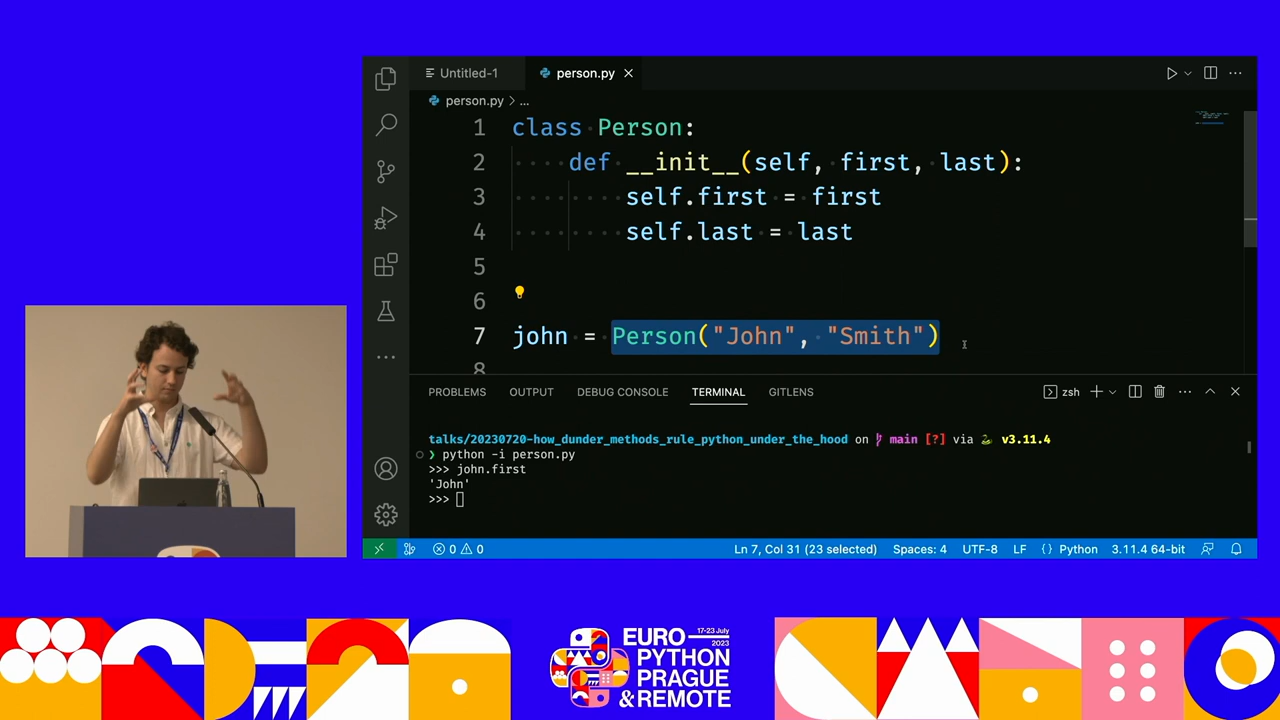 Untitled-1
person.py
person.py > ...
1 class Person:
2 def __init__(self, first, last):
3 self.first = first
4 self.last = last
5
6
7 john = Person("John", "Smith")
8
PROBLEMS OUTPUT DEBUG CONSOLE TERMINAL GITLENS
zsh
talks/20230720-how_dunder_methods_rule_python_under_the_hood on main [?] via v3.11.4
❯ python -i person.py
>>> john.first
'John'
>>>
0 0 Ln 7, Col 31 (23 selected) Spaces: 4 UTF-8 LF {} Python 3.11.4 64-bit
17-23 July
2023
EURO
PYTHON
PRAGUE
& REMOTE